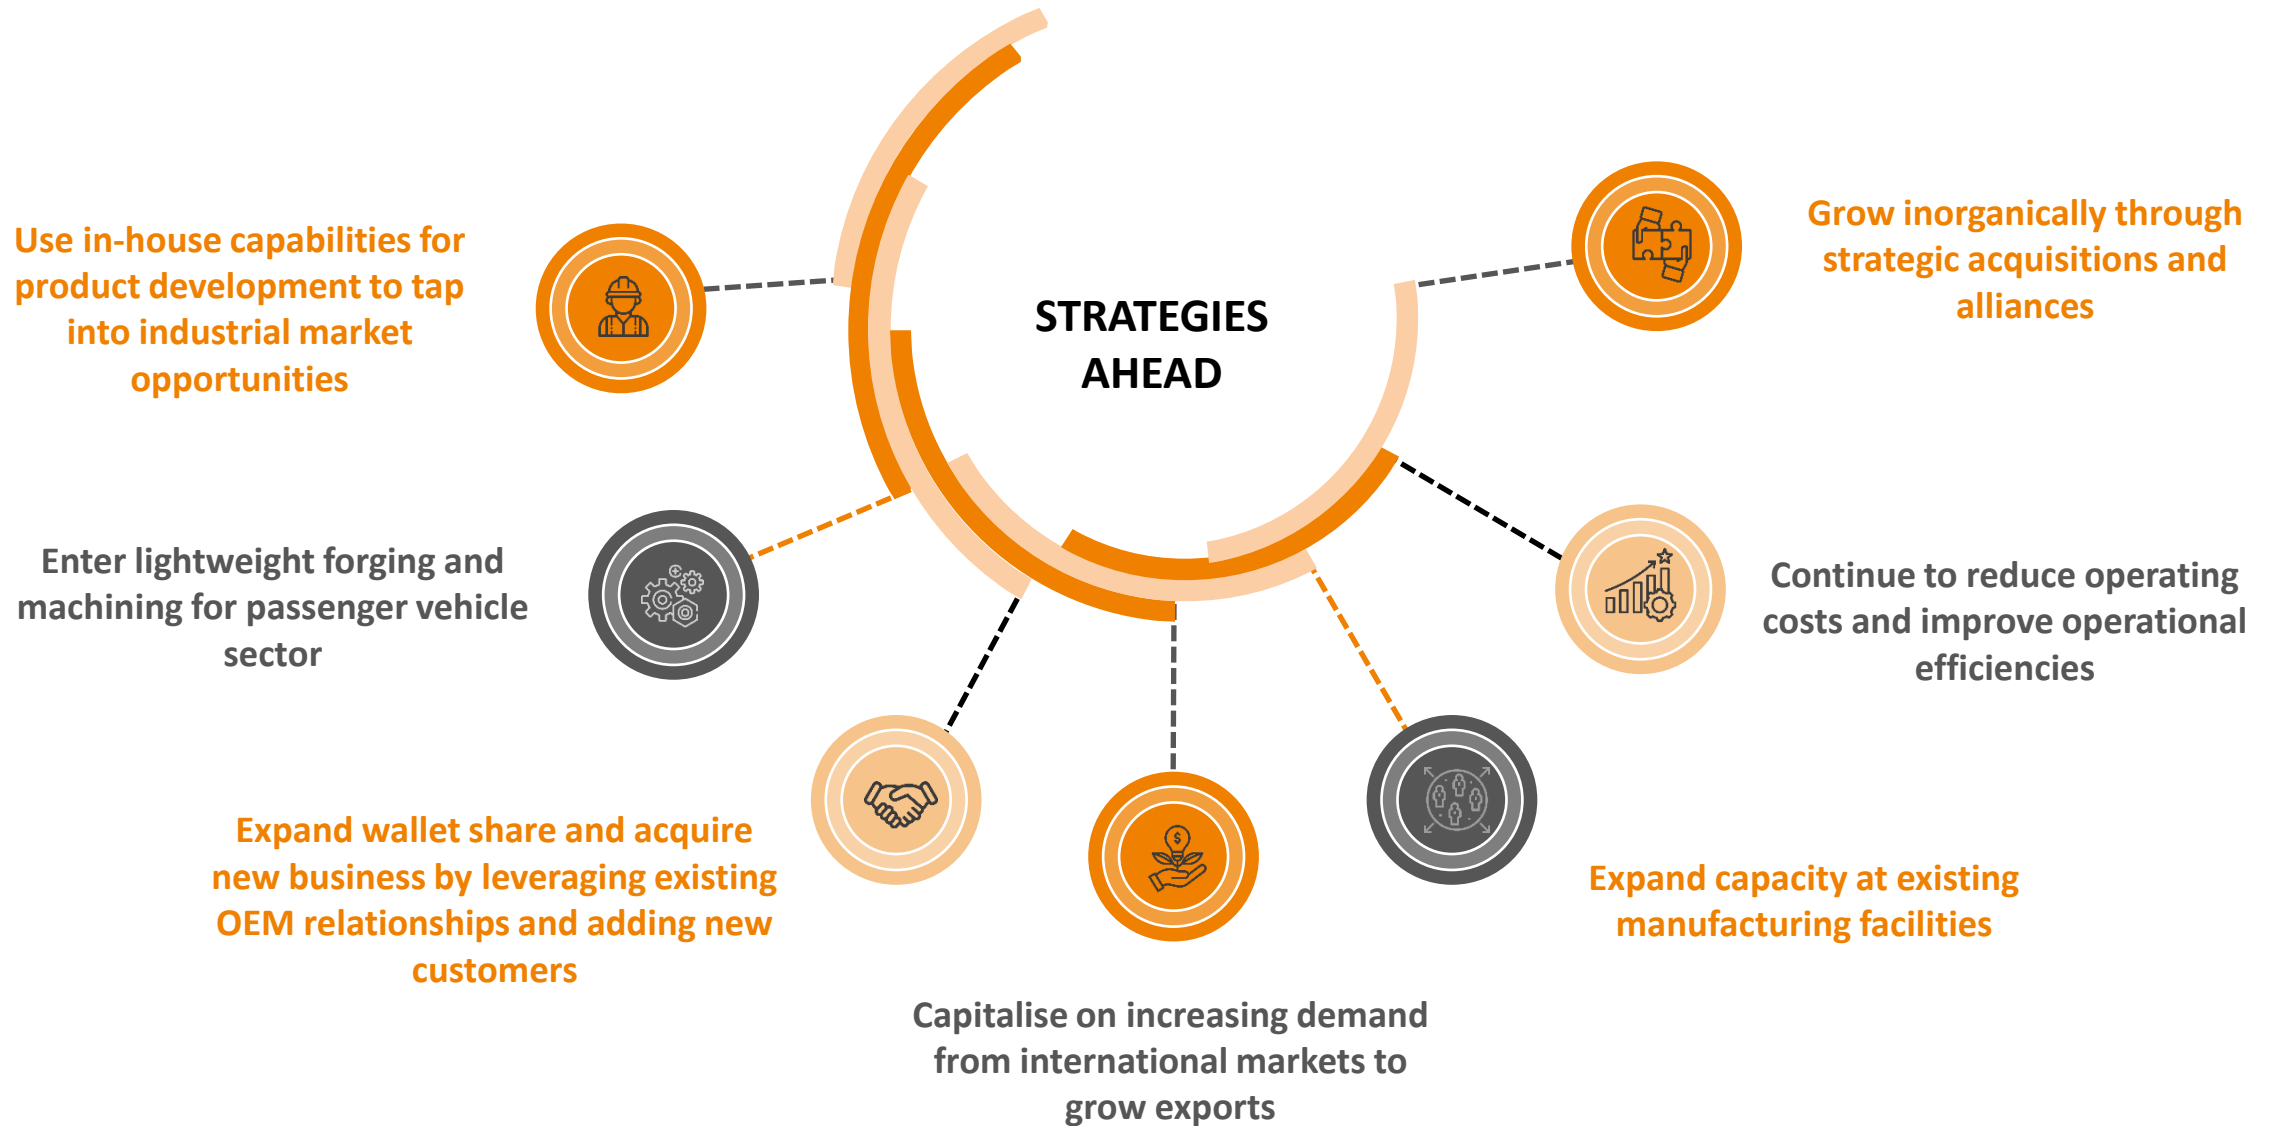 STRATEGIES
AHEAD
Use in-house capabilities for
product development to tap
into industrial market
opportunities
Enter lightweight forging and
machining for passenger vehicle
sector
Expand wallet share and acquire
new business by leveraging existing
OEM relationships and adding new
customers
$
Capitalise on increasing demand
from international markets to
grow exports
Expand capacity at existing
manufacturing facilities
Continue to reduce operating
costs and improve operational
efficiencies
Grow inorganically through
strategic acquisitions and
alliances